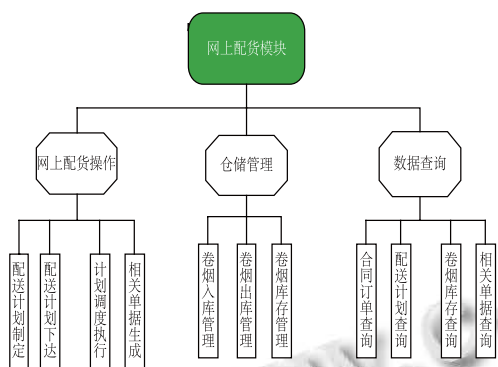 网上配货模块
网上配货操作
仓储管理
数据查询
配送计划制定
配送计划下达
计划调度执行
相关单据生成
卷烟入库管理
卷烟出库管理
卷烟库存管理
合同订单查询
配送计划查询
卷烟库存查询
相关单据查询